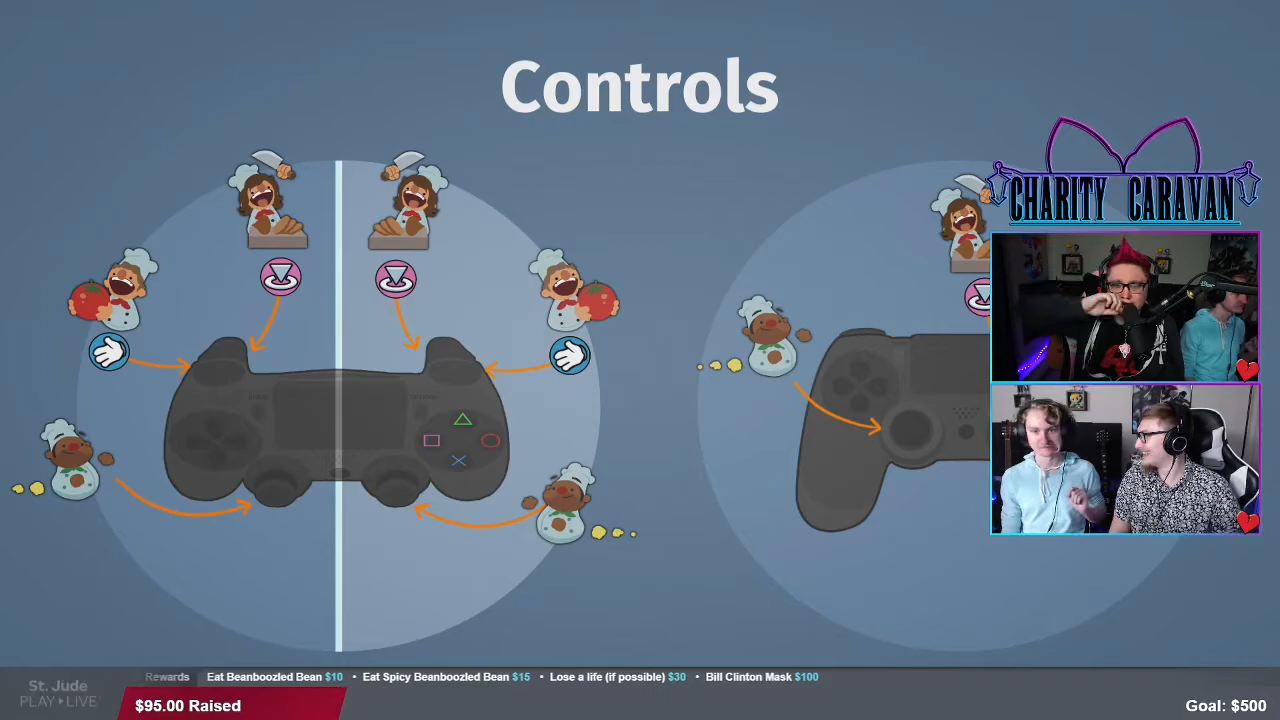 Controls
CHARITY CARAVAN
Rewards Eat Beanboozled Bean $10 • Eat Spicy Beanboozled Bean $15 • Lose a life (if possible) $30 • Bill Clinton Mask $100
St. Jude
PLAY LIVE
$95.00 Raised
Goal: $500